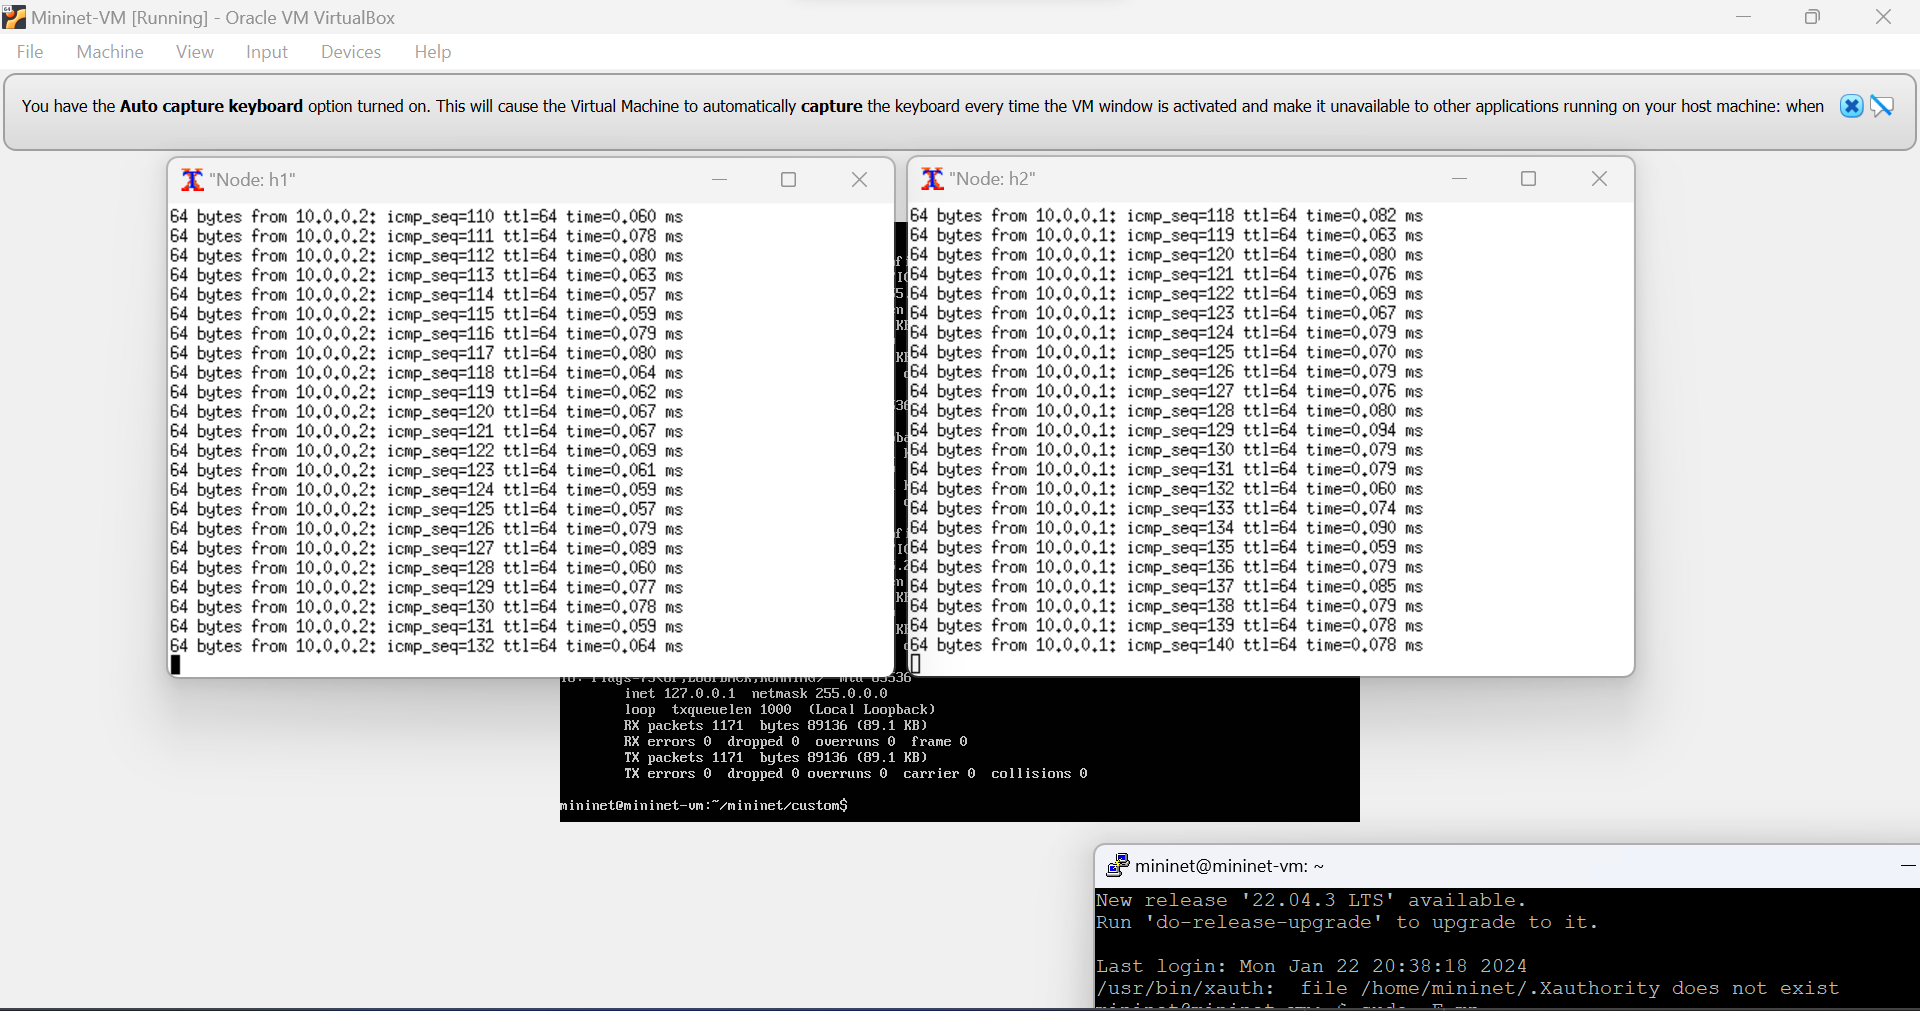 Mininet-VM [Running] - Oracle VM VirtualBox
File Machine View Input Devices Help
You have the Auto capture keyboard option turned on. This will cause the Virtual Machine to automatically capture the keyboard every time the VM window is activated and make it unavailable to other applications running on your host machine: when
"Node: h1"
64 bytes from 10.0.0.2: icmp_seq=110 ttl=64 time=0.060 ms
64 bytes from 10.0.0.2: icmp_seq=111 ttl=64 time=0.078 ms
64 bytes from 10.0.0.2: icmp_seq=112 ttl=64 time=0.080 ms
64 bytes from 10.0.0.2: icmp_seq=113 ttl=64 time=0.063 ms
64 bytes from 10.0.0.2: icmp_seq=114 ttl=64 time=0.057 ms
64 bytes from 10.0.0.2: icmp_seq=115 ttl=64 time=0.059 ms
64 bytes from 10.0.0.2: icmp_seq=116 ttl=64 time=0.079 ms
64 bytes from 10.0.0.2: icmp_seq=117 ttl=64 time=0.080 ms
64 bytes from 10.0.0.2: icmp_seq=118 ttl=64 time=0.064 ms
64 bytes from 10.0.0.2: icmp_seq=119 ttl=64 time=0.062 ms
64 bytes from 10.0.0.2: icmp_seq=120 ttl=64 time=0.067 ms
64 bytes from 10.0.0.2: icmp_seq=121 ttl=64 time=0.067 ms
64 bytes from 10.0.0.2: icmp_seq=122 ttl=64 time=0.069 ms
64 bytes from 10.0.0.2: icmp_seq=123 ttl=64 time=0.061 ms
64 bytes from 10.0.0.2: icmp_seq=124 ttl=64 time=0.059 ms
64 bytes from 10.0.0.2: icmp_seq=125 ttl=64 time=0.057 ms
64 bytes from 10.0.0.2: icmp_seq=126 ttl=64 time=0.079 ms
64 bytes from 10.0.0.2: icmp_seq=127 ttl=64 time=0.089 ms
64 bytes from 10.0.0.2: icmp_seq=128 ttl=64 time=0.060 ms
64 bytes from 10.0.0.2: icmp_seq=129 ttl=64 time=0.077 ms
64 bytes from 10.0.0.2: icmp_seq=130 ttl=64 time=0.078 ms
64 bytes from 10.0.0.2: icmp_seq=131 ttl=64 time=0.059 ms
64 bytes from 10.0.0.2: icmp_seq=132 ttl=64 time=0.064 ms
"Node: h2"
64 bytes from 10.0.0.1: icmp_seq=118 ttl=64 time=0.082 ms
64 bytes from 10.0.0.1: icmp_seq=119 ttl=64 time=0.063 ms
64 bytes from 10.0.0.1: icmp_seq=120 ttl=64 time=0.080 ms
64 bytes from 10.0.0.1: icmp_seq=121 ttl=64 time=0.076 ms
64 bytes from 10.0.0.1: icmp_seq=122 ttl=64 time=0.069 ms
64 bytes from 10.0.0.1: icmp_seq=123 ttl=64 time=0.067 ms
64 bytes from 10.0.0.1: icmp_seq=124 ttl=64 time=0.079 ms
64 bytes from 10.0.0.1: icmp_seq=125 ttl=64 time=0.070 ms
64 bytes from 10.0.0.1: icmp_seq=126 ttl=64 time=0.079 ms
64 bytes from 10.0.0.1: icmp_seq=127 ttl=64 time=0.076 ms
64 bytes from 10.0.0.1: icmp_seq=128 ttl=64 time=0.080 ms
64 bytes from 10.0.0.1: icmp_seq=129 ttl=64 time=0.094 ms
64 bytes from 10.0.0.1: icmp_seq=130 ttl=64 time=0.079 ms
64 bytes from 10.0.0.1: icmp_seq=131 ttl=64 time=0.079 ms
64 bytes from 10.0.0.1: icmp_seq=132 ttl=64 time=0.060 ms
64 bytes from 10.0.0.1: icmp_seq=133 ttl=64 time=0.074 ms
64 bytes from 10.0.0.1: icmp_seq=134 ttl=64 time=0.090 ms
64 bytes from 10.0.0.1: icmp_seq=135 ttl=64 time=0.059 ms
64 bytes from 10.0.0.1: icmp_seq=136 ttl=64 time=0.079 ms
64 bytes from 10.0.0.1: icmp_seq=137 ttl=64 time=0.085 ms
64 bytes from 10.0.0.1: icmp_seq=138 ttl=64 time=0.079 ms
64 bytes from 10.0.0.1: icmp_seq=139 ttl=64 time=0.078 ms
64 bytes from 10.0.0.1: icmp_seq=140 ttl=64 time=0.078 ms
inet 127.0.0.1 netmask 255.0.0.0
loop txqueuelen 1000 (Local Loopback)
RX packets 1171 bytes 89136 (89.1 KB)
RX errors 0 dropped 0 overruns 0 frame 0
TX packets 1171 bytes 89136 (89.1 KB)
TX errors 0 dropped 0 overruns 0 carrier 0 collisions 0
mininet@mininet-vm:~/mininet/custom$
mininet@mininet-vm: ~
New release '22.04.3 LTS' available.
Run 'do-release-upgrade' to upgrade to it.
Last login: Mon Jan 22 20:38:18 2024
/usr/bin/xauth: file /home/mininet/.Xauthority does not exist